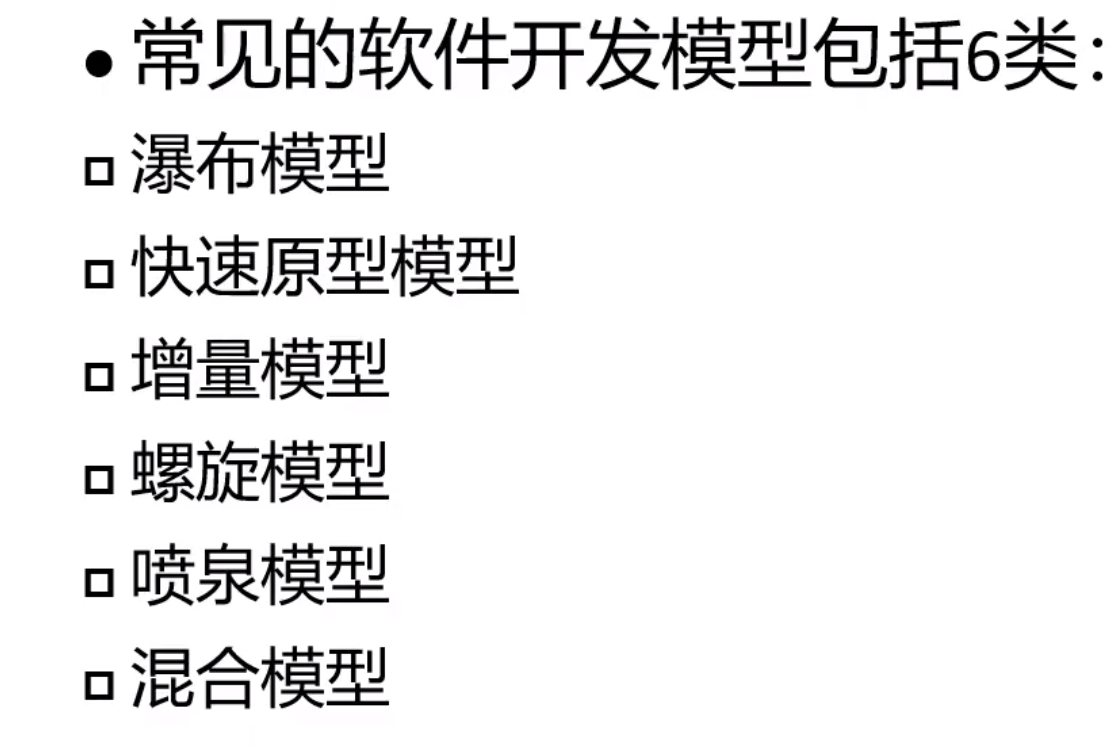 • 常见的软件开发模型包括6类：
□ 瀑布模型
□ 快速原型模型
□ 增量模型
□ 螺旋模型
□ 喷泉模型
□ 混合模型